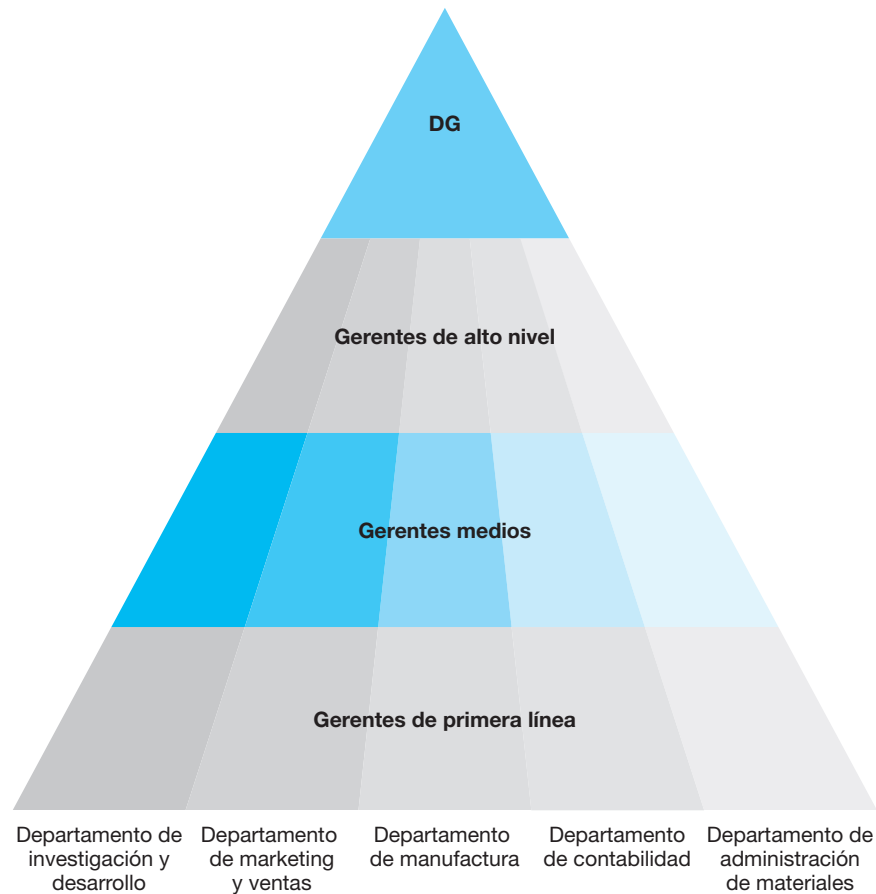 DG
Gerentes de alto nivel
Gerentes medios
Gerentes de primera línea
Departamento de
investigación y
desarrollo
Departamento
de marketing
y ventas
Departamento
de manufactura
Departamento
de contabilidad
Departamento de
administración
de materiales